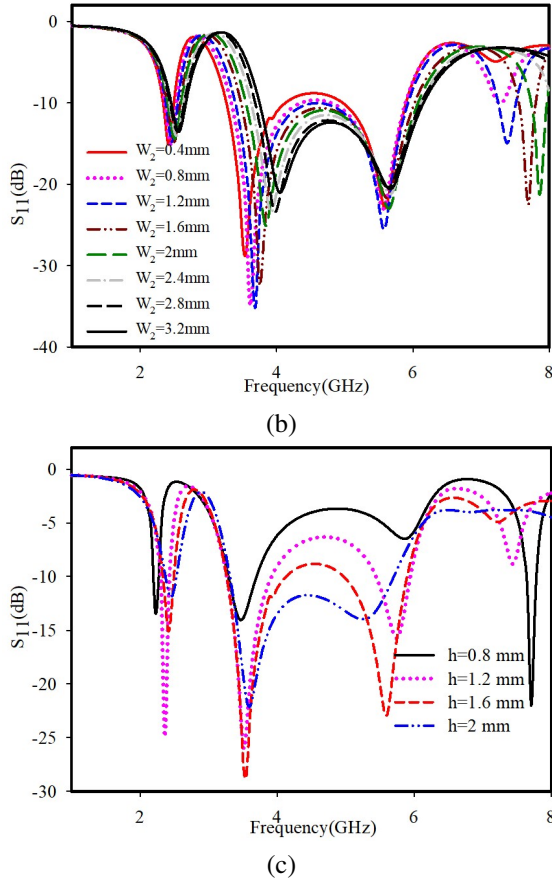 0
-10
-20
-30
-40
S11(dB)
W2=0.4mm
W2=0.8mm
W2=1.2mm
W2=1.6mm
W2=2mm
W2=2.4mm
W2=2.8mm
W2=3.2mm
2 4 6 8
Frequency(GHz)
(b)
0
-5
-10
-15
-20
-25
-30
S11(dB)
h=0.8 mm
h=1.2 mm
h=1.6 mm
h=2 mm
2 4 6 8
Frequency(GHz)
(c)